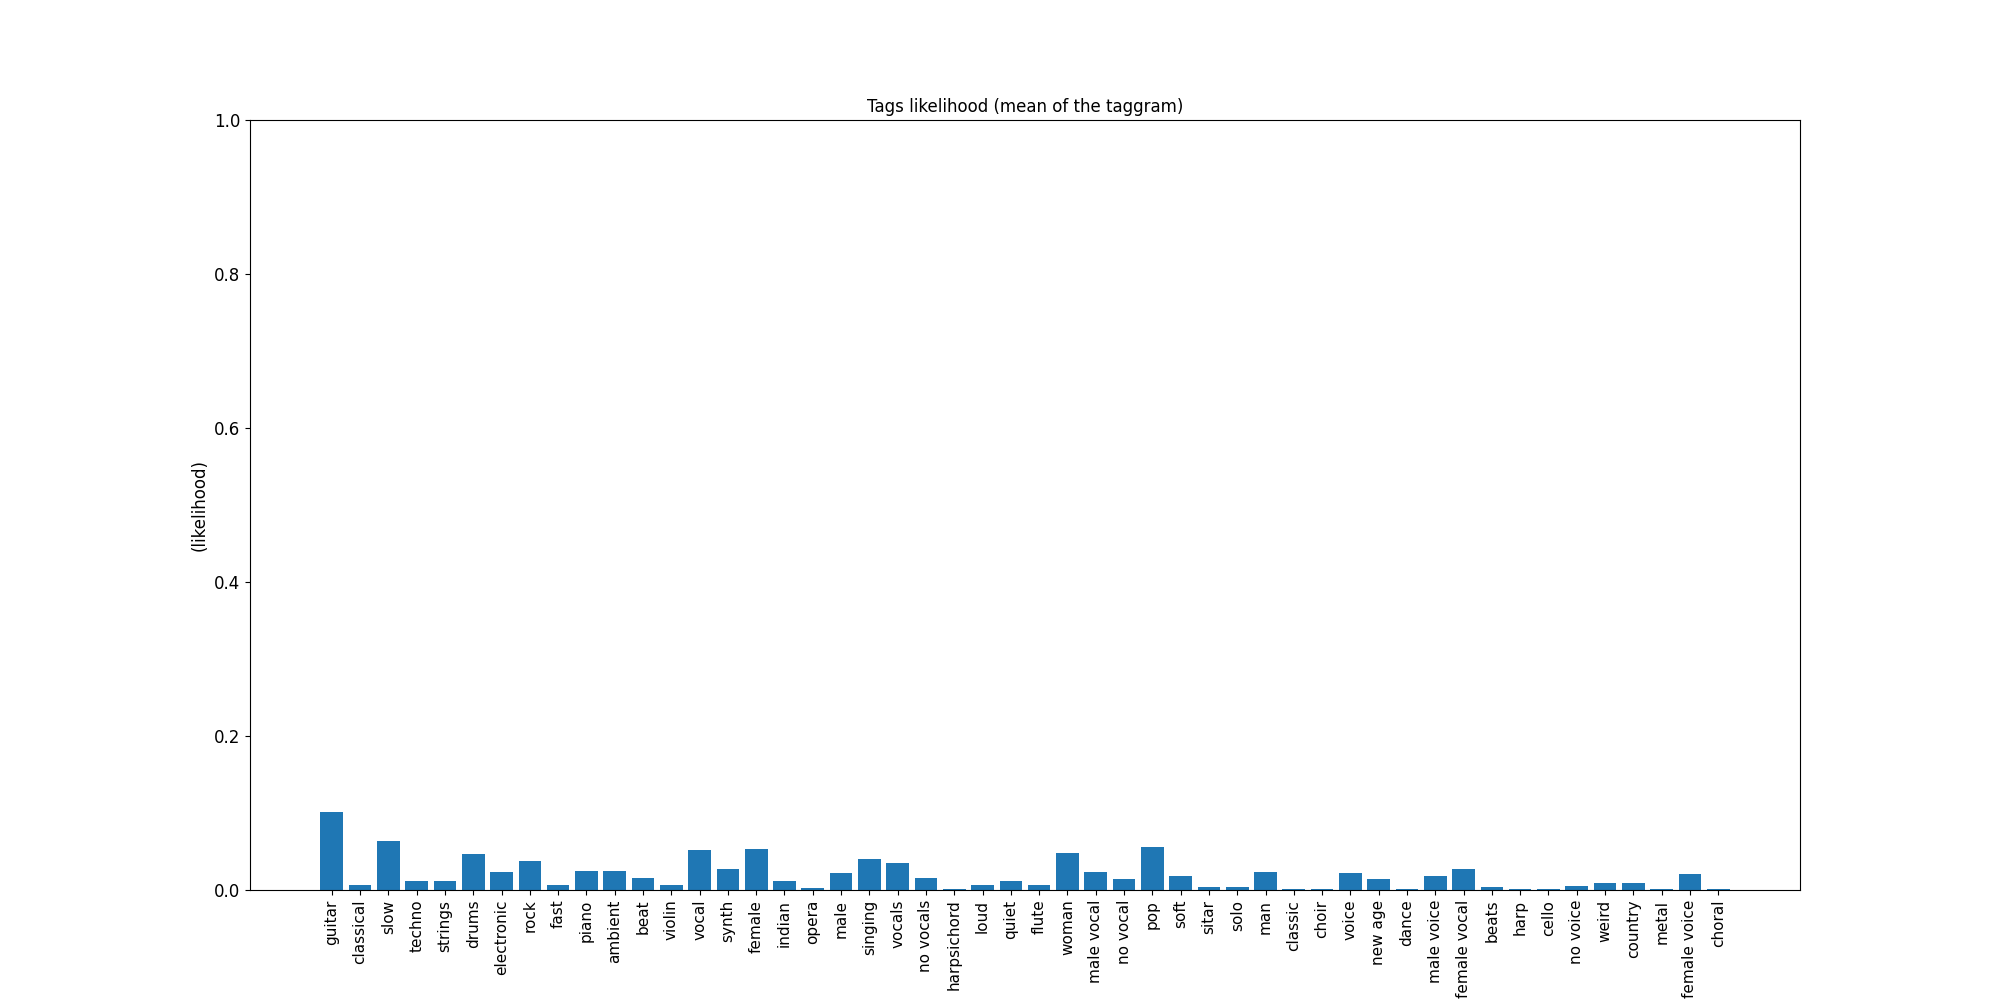 Tags likelihood (mean of the taggram)
1.0
0.8
0.6
0.4
0.2
0.0
(likelihood)
guitar
classical
slow
techno
strings
drums
electronic
rock
fast
piano
ambient
beat
violin
vocal
synth
female
indian
opera
male
singing
vocals
no vocals
harpsichord
loud
quiet
flute
woman
male vocal
no vocal
pop
soft
sitar
solo
man
classic
choir
voice
new age
dance
male voice
female vocal
beats
harp
cello
no voice
weird
country
metal
female voice
choral